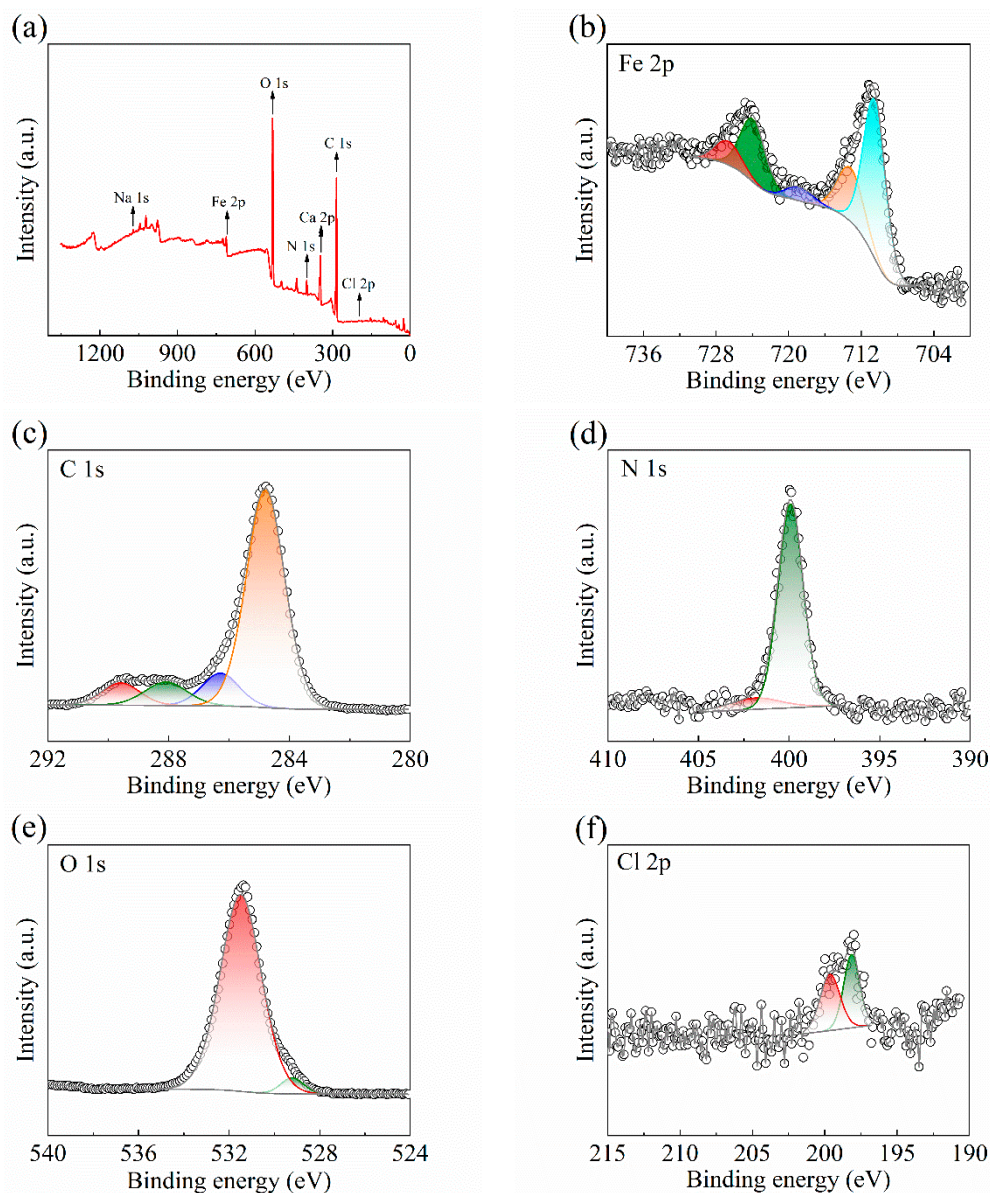 (a)
O 1s
C 1s
Na 1s
Fe 2p
Ca 2p
N 1s
Cl 2p
Intensity (a.u.)
1200 900 600 300 0
Binding energy (eV)
(b)
Fe 2p
Intensity (a.u.)
736 728 720 712 704
Binding energy (eV)
(c)
C 1s
Intensity (a.u.)
292 288 284 280
Binding energy (eV)
(d)
N 1s
Intensity (a.u.)
410 405 400 395 390
Binding energy (eV)
(e)
O 1s
Intensity (a.u.)
540 536 532 528 524
Binding energy (eV)
(f)
Cl 2p
Intensity (a.u.)
215 210 205 200 195 190
Binding energy (eV)